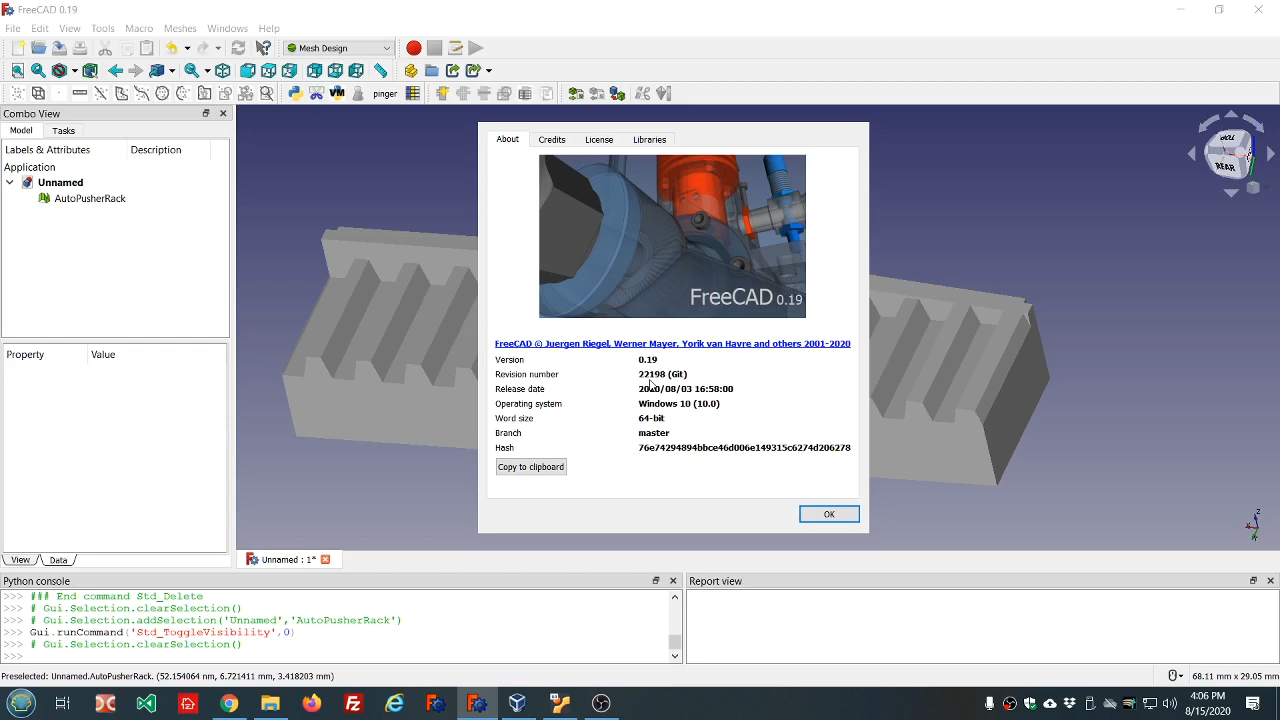 FreeCAD 0.19
File Edit View Tools Macro Meshes Windows Help
Mesh Design
pinger
Combo View
Model Tasks
Labels & Attributes Description
Application
Unnamed
AutoPusherRack
Property Value
View Data
About Credits License Libraries
FreeCAD 0.19
FreeCAD © Juergen Riegel, Werner Mayer, Yorik van Havre and others 2001-2020
Version 0.19
Revision number 22198 (Git)
Release date 2020/08/03 16:58:00
Operating system Windows 10 (10.0)
Word size 64-bit
Branch master
Hash 76e74294894bbce46d006e149315c6274d206278
Copy to clipboard
OK
REAR
Unnamed : 1*
Python console
>>> ### End command Std_Delete
>>> # Gui.Selection.clearSelection()
>>> # Gui.Selection.addSelection('Unnamed','AutoPusherRack')
>>> Gui.runCommand('Std_ToggleVisibility',0)
>>> # Gui.Selection.clearSelection()
>>>
Report view
Preselected: Unnamed.AutoPusherRack. (52.154064 nm, 6.721411 mm, 3.418203 mm)
68.11 mm x 29.05 mm
4:06 PM
8/15/2020